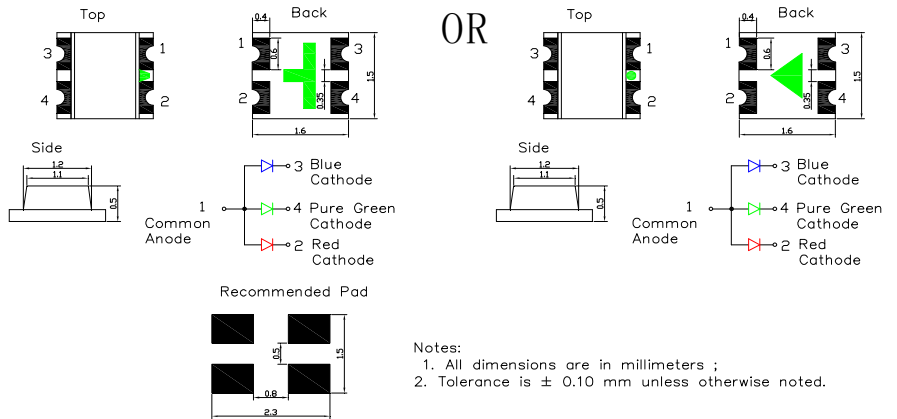 Top
Back
3
1
4
2
0.4
1
3
2
4
0.6
0.35
1.5
1.6
Side
1.2
1.1
0.5
1
Common
Anode
3 Blue
Cathode
4 Pure Green
Cathode
2 Red
Cathode
OR
Top
Back
3
1
4
2
0.4
1
3
2
4
0.6
0.35
1.5
1.6
Side
1.2
1.1
0.5
1
Common
Anode
3 Blue
Cathode
4 Pure Green
Cathode
2 Red
Cathode
Recommended Pad
0.5
1.5
0.8
2.3
Notes:
1. All dimensions are in millimeters ;
2. Tolerance is ± 0.10 mm unless otherwise noted.